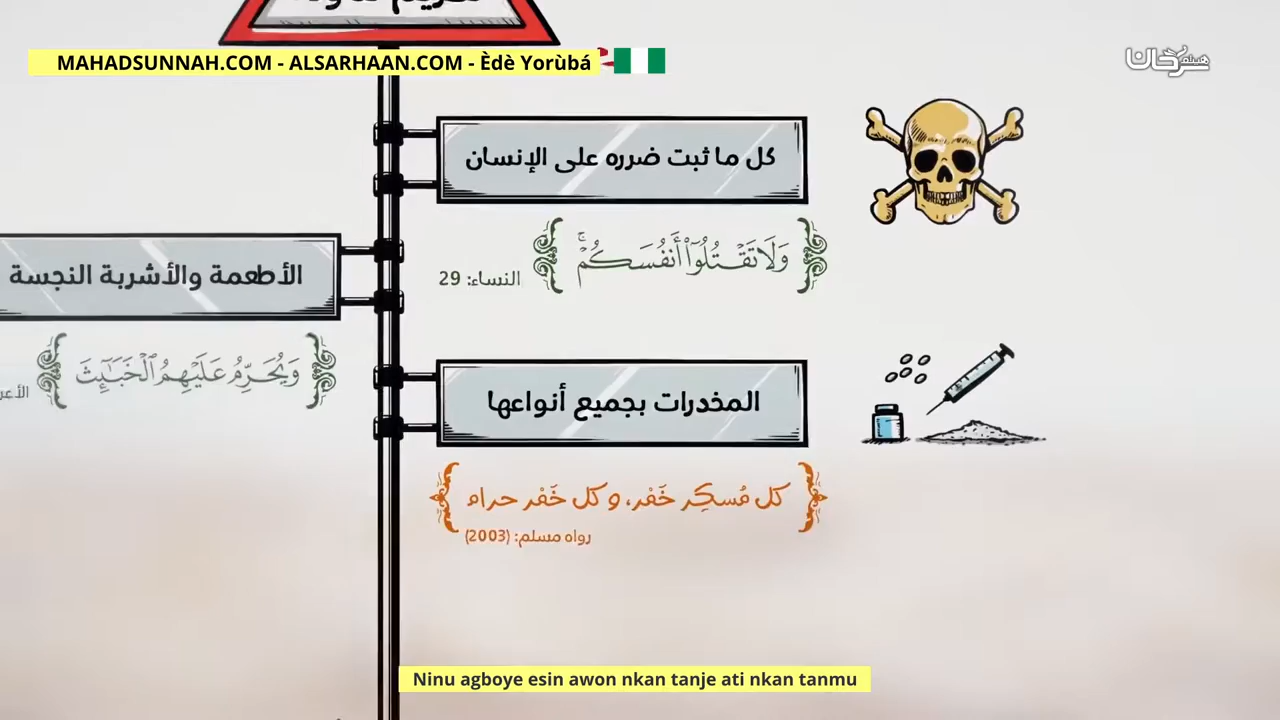 MAHADSUNNAH.COM - ALSARHAAN.COM - Èdè Yorùbá
هيثم سرحان
كل ما ثبت ضرره على الإنسان
وَلَا تَقْتُلُوٓا۟ أَنفُسَكُمْ ۚ
النساء: 29
الأطعمة والأشربة النجسة
وَيُحَرِّمُ عَلَيْهِمُ ٱلْخَبَـٰٓئِثَ
المخدرات بجميع أنواعها
كل مُسكِر خَمْر، و كل خَمْر حرام
رواه مسلم: (2003)
Ninu agboye esin awon nkan tanje ati nkan tanmu